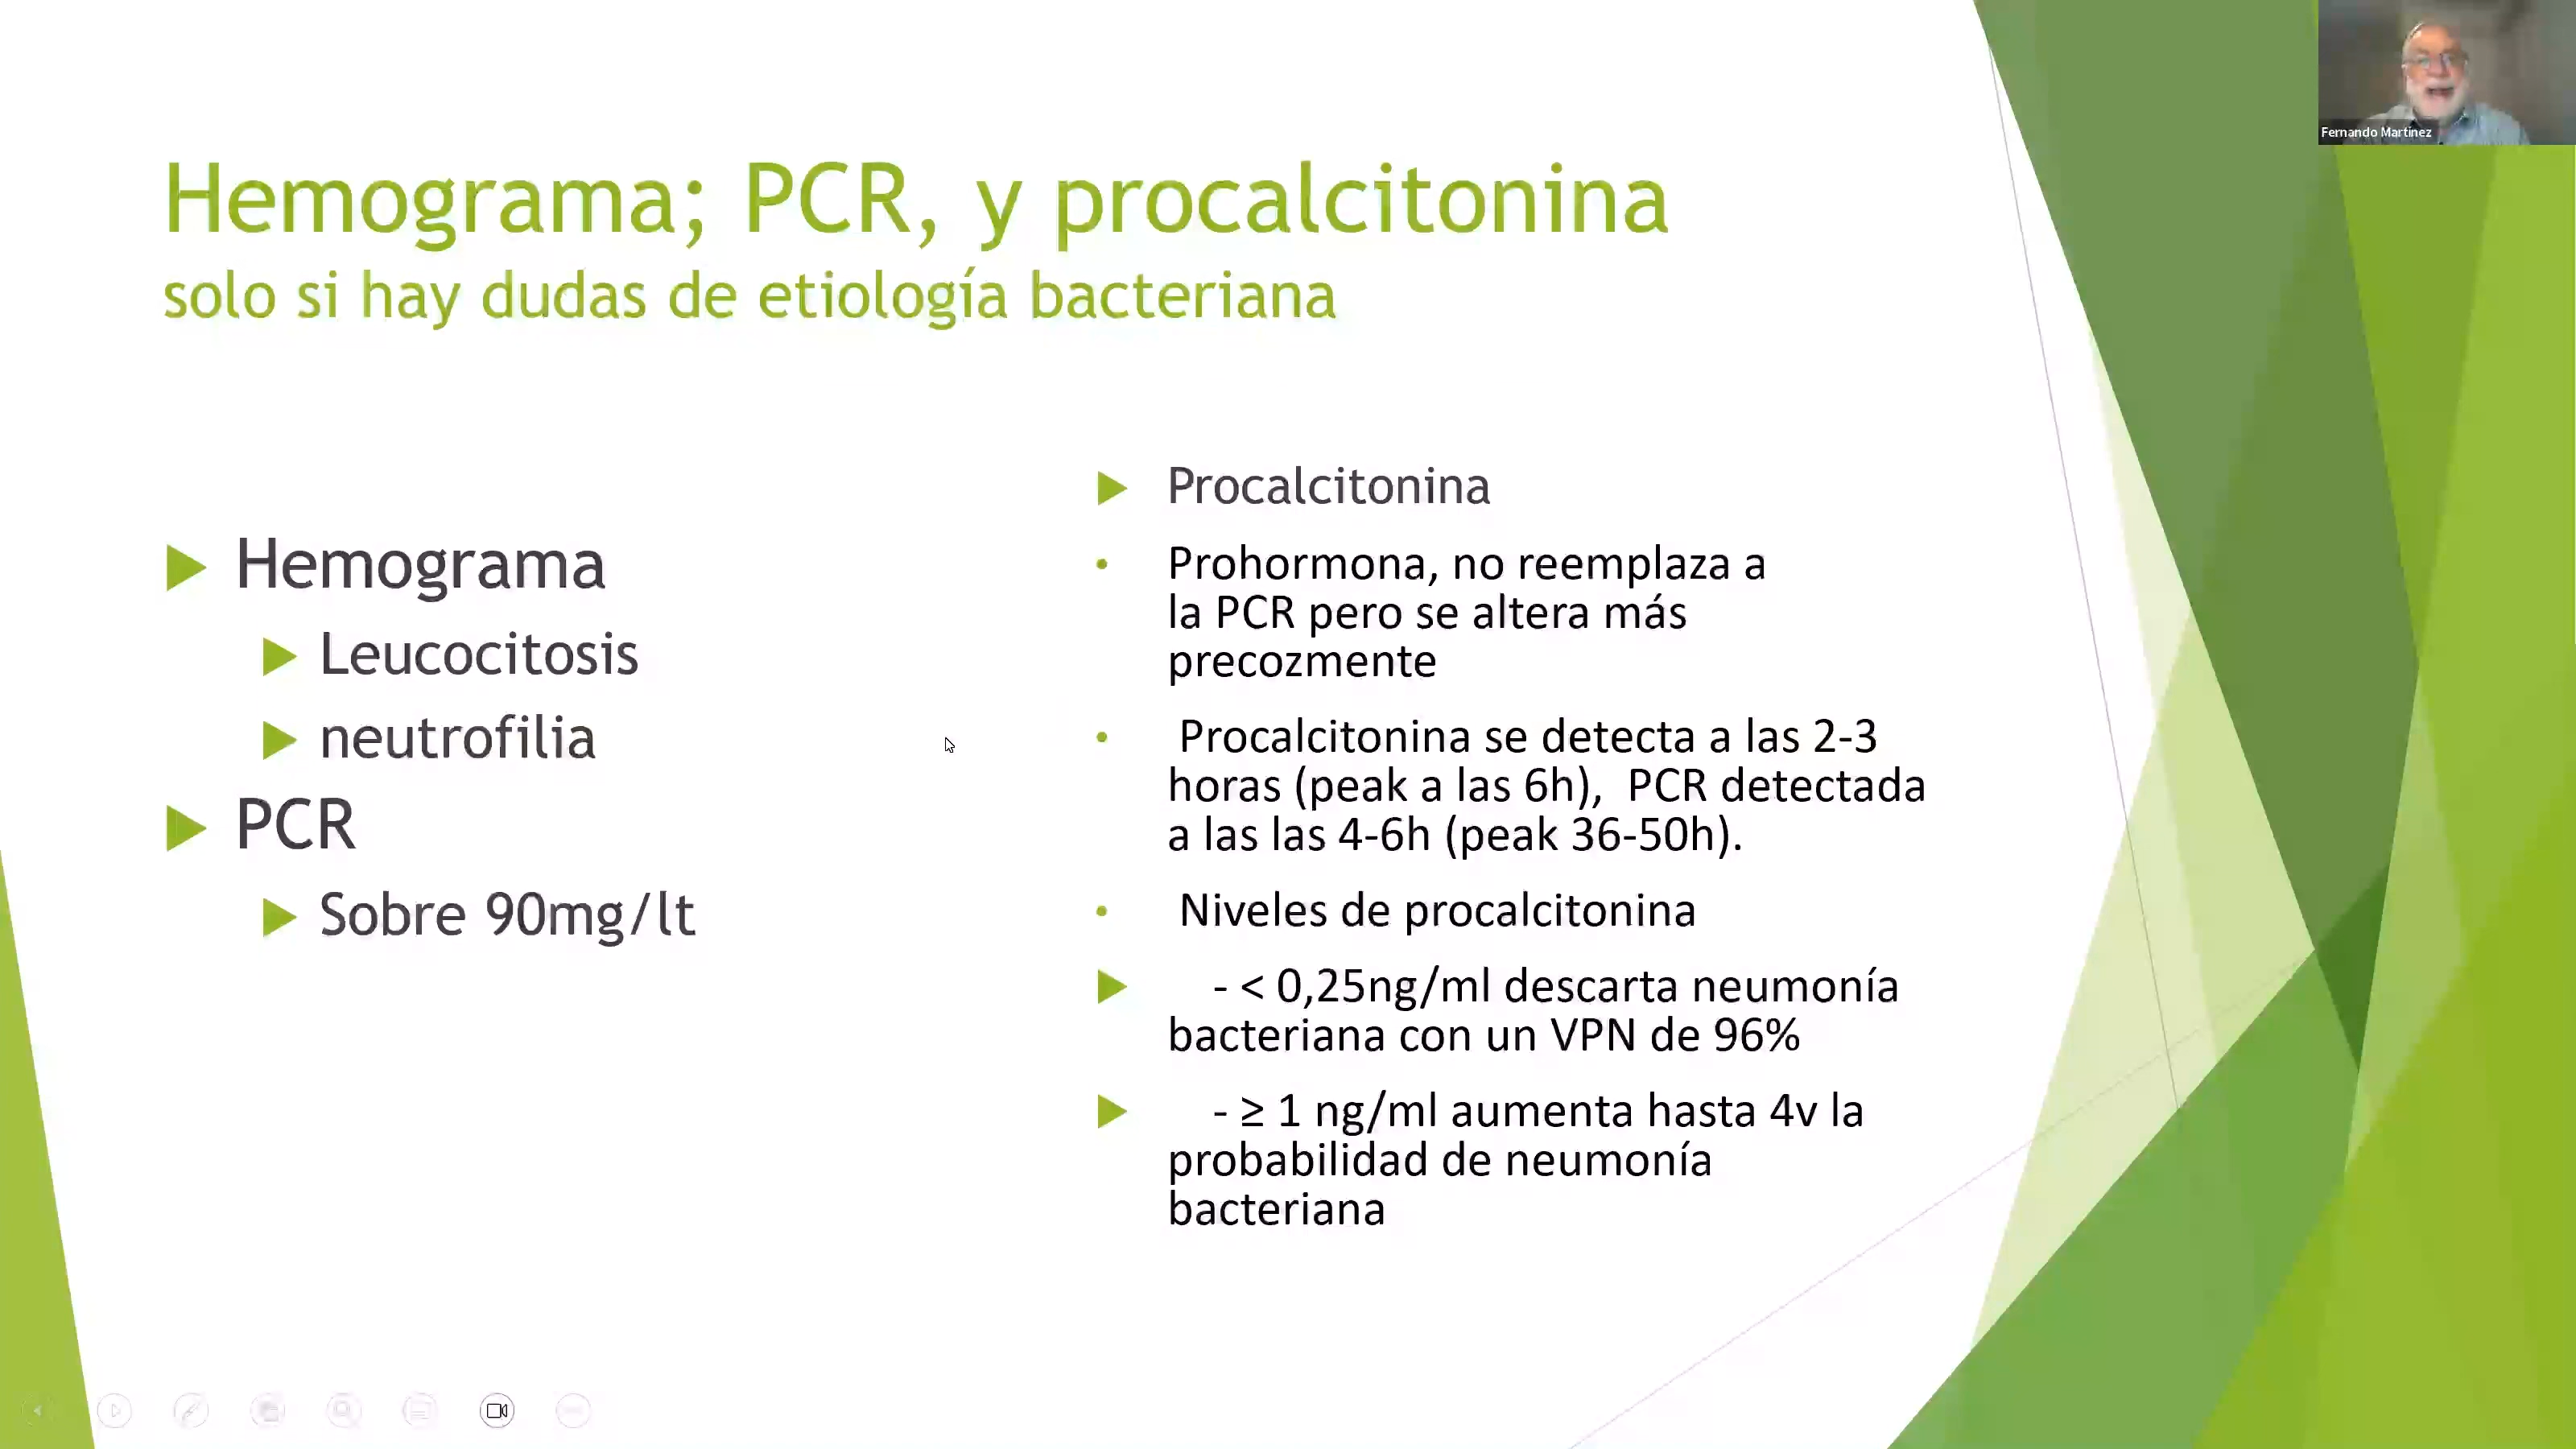 Fernando Martinez
Hemograma; PCR, y procalcitonina
solo si hay dudas de etiología bacteriana
Hemograma
Leucocitosis
neutrofilia
PCR
Sobre 90mg/lt
Procalcitonina
Prohormona, no reemplaza a
la PCR pero se altera más
precozmente
Procalcitonina se detecta a las 2-3
horas (peak a las 6h), PCR detectada
a las las 4-6h (peak 36-50h).
Niveles de procalcitonina
- < 0,25ng/ml descarta neumonía
bacteriana con un VPN de 96%
- ≥ 1 ng/ml aumenta hasta 4v la
probabilidad de neumonía
bacteriana